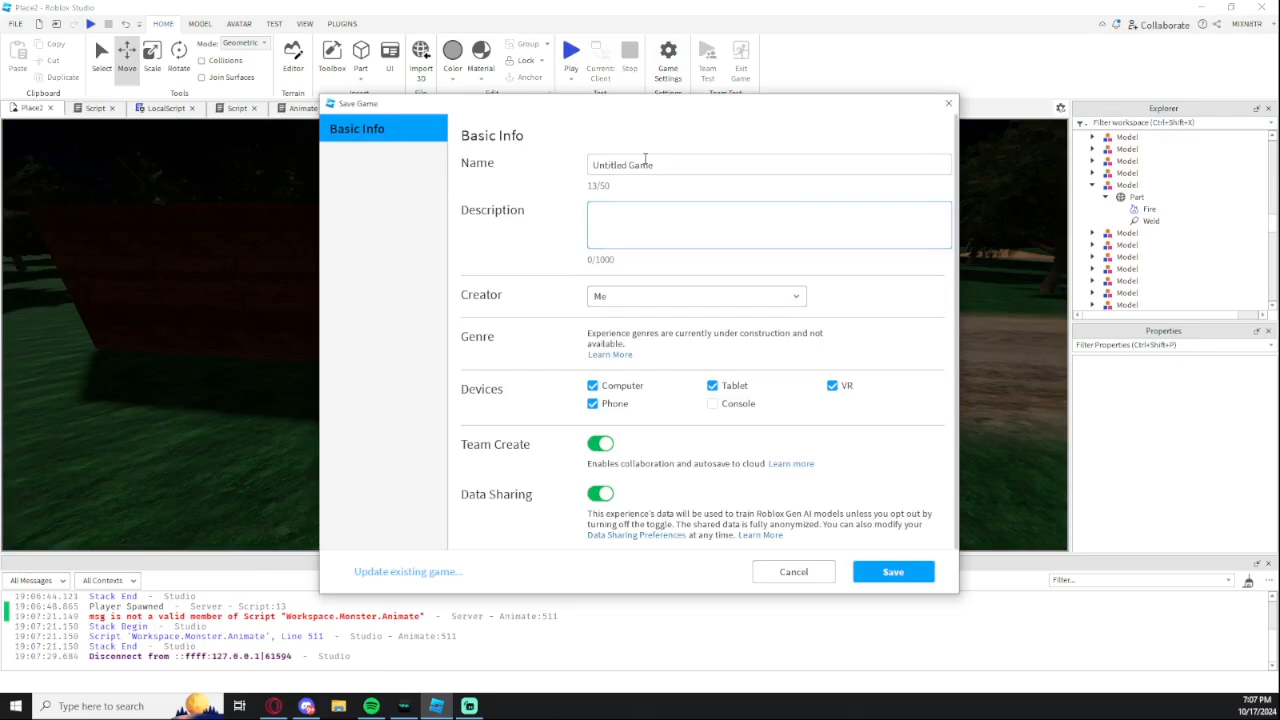 Place2 - Roblox Studio
FILE HOME MODEL AVATAR TEST VIEW PLUGINS Collaborate MIXN8TR
Paste Copy Cut Duplicate Select Move Scale Rotate Mode: Geometric Collisions Join Surfaces Editor Toolbox Part UI Import 3D Color Material Group Lock Anchor Play Current: Client Stop Game Settings Team Test Exit Game
Clipboard Tools Terrain Insert File Edit Test Settings Team Test
Place2 Script LocalScript Script Animate
Save Game
Basic Info
Basic Info
Name
Untitled Game
13/50
Description
0/1000
Creator
Me
Genre
Experience genres are currently under construction and not
available.
Learn More
Devices
Computer Tablet VR
Phone Console
Team Create
Enables collaboration and autosave to cloud Learn more
Data Sharing
This experience's data will be used to train Roblox Gen AI models unless you opt out by
turning off the toggle. The shared data is fully anonymized. You can also modify your
Data Sharing Preferences at any time. Learn More
Update existing game...
Cancel
Save
Explorer
Filter workspace (Ctrl+Shift+X)
Model
Model
Model
Model
Model
Part
Fire
Weld
Model
Model
Model
Model
Model
Model
Model
Properties
Filter Properties (Ctrl+Shift+P)
All Messages All Contexts Filter...
19:06:44.121 Stack End - Studio
19:06:48.865 Player Spawned - Server - Script:13
19:07:21.149 msg is not a valid member of Script "Workspace.Monster.Animate" - Server - Animate:511
19:07:21.150 Stack Begin - Studio
19:07:21.150 Script 'Workspace.Monster.Animate', Line 511 - Studio - Animate:511
19:07:21.150 Stack End - Studio
19:07:29.684 Disconnect from ::ffff:127.0.0.1|61594 - Studio
Type here to search
7:07 PM
10/17/2024